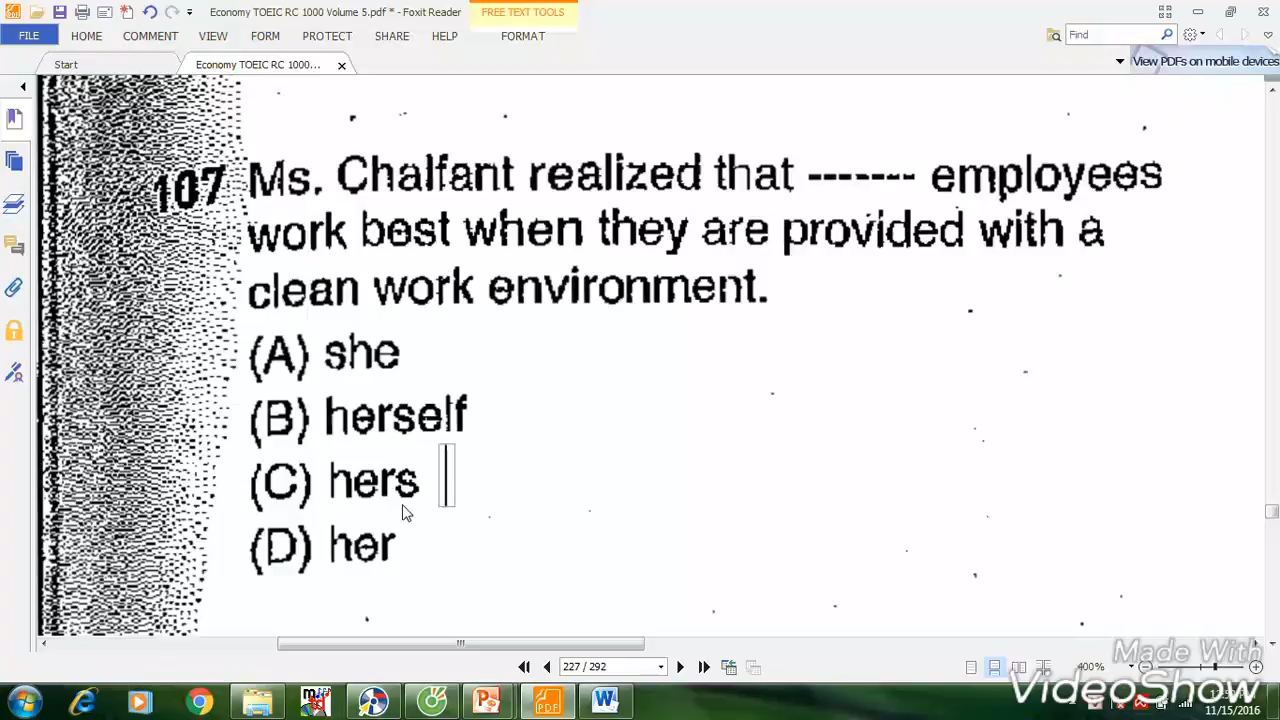 Economy TOEIC RC 1000 Volume 5.pdf * - Foxit Reader
FREE TEXT TOOLS
FILE HOME COMMENT VIEW FORM PROTECT SHARE HELP FORMAT
Find
Start
Economy TOEIC RC 1000...
View PDFs on mobile devices
107 Ms. Chalfant realized that ------- employees
work best when they are provided with a
clean work environment.
(A) she
(B) herself
(C) hers
(D) her
227 / 292
400%
Made With
VideoShow
11/15/2016